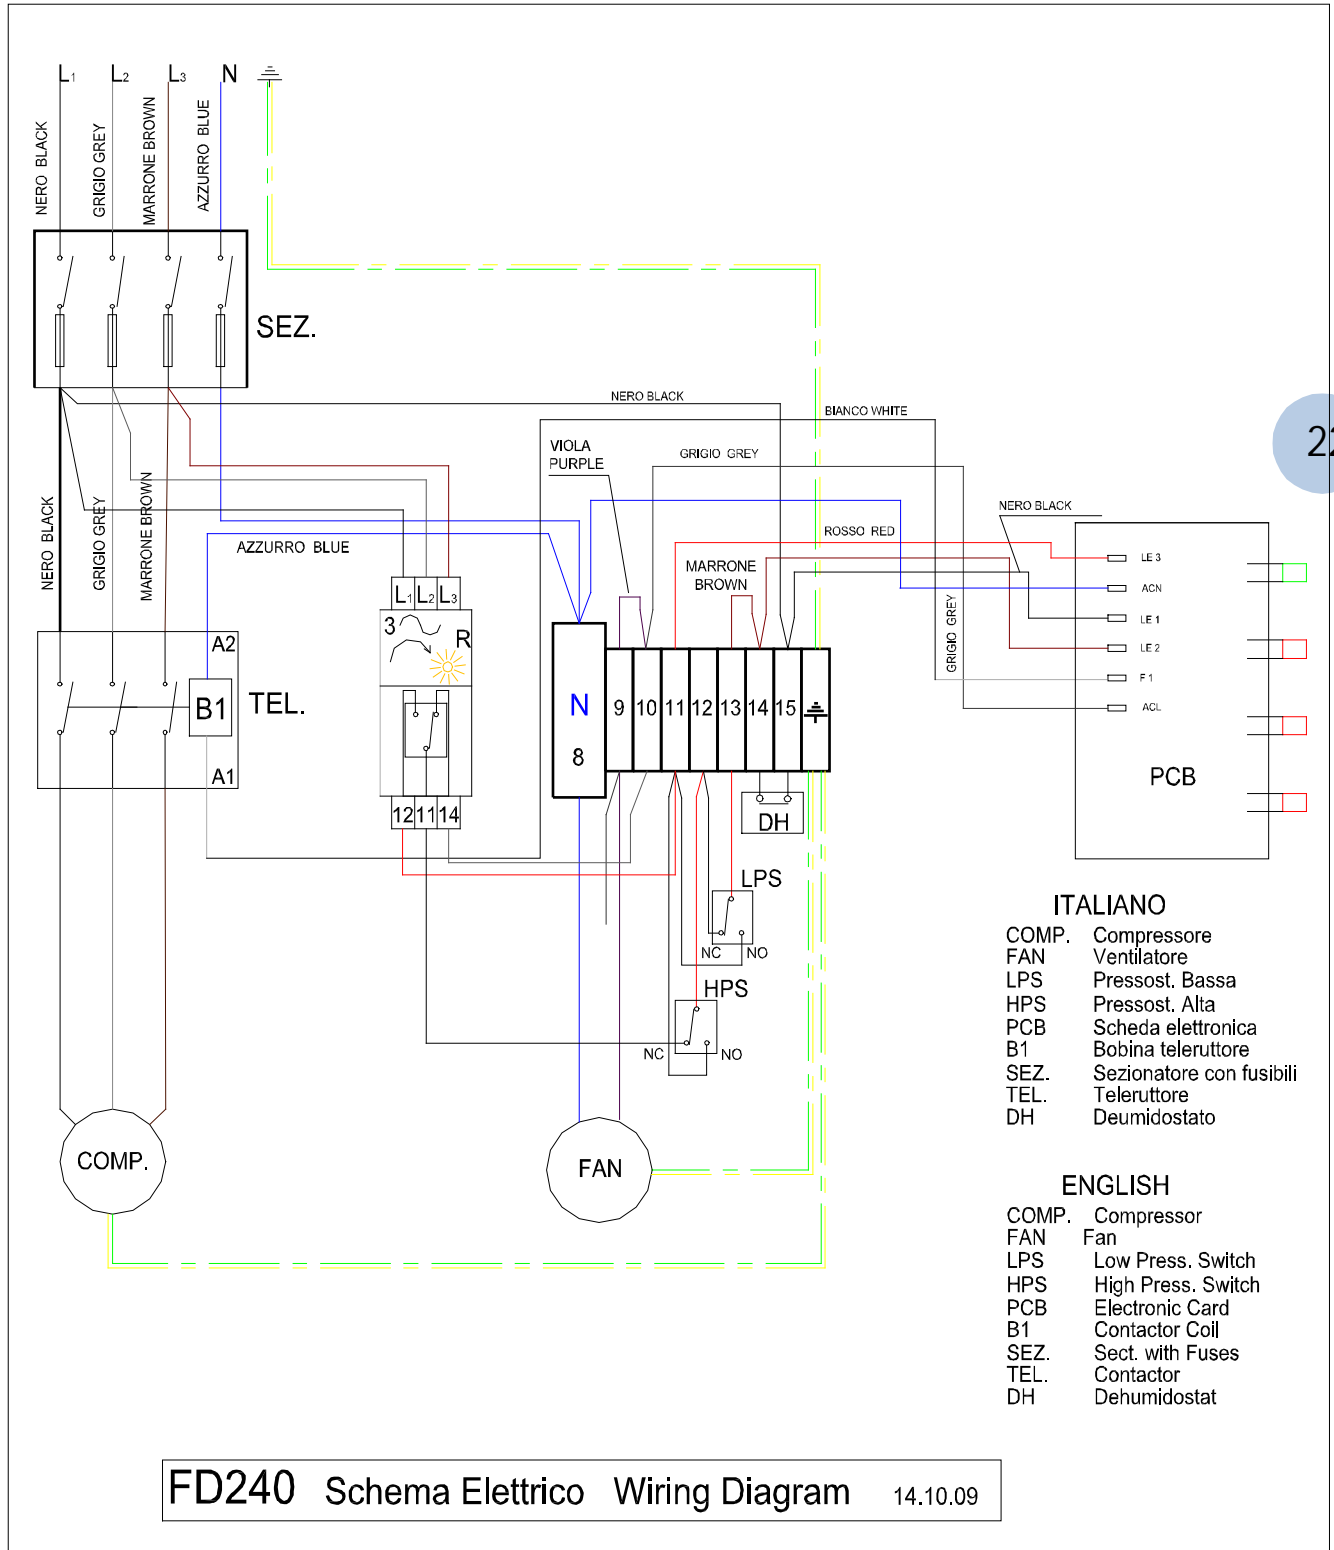 L1 L2 L3 N
NERO BLACK
GRIGIO GREY
MARRONE BROWN
AZZURRO BLUE
SEZ.
NERO BLACK
BIANCO WHITE
VIOLA
PURPLE
GRIGIO GREY
NERO BLACK
ROSSO RED
MARRONE
BROWN
AZZURRO BLUE
NERO BLACK
GRIGIO GREY
MARRONE BROWN
GRIGIO GREY
LE 3
ACN
LE 1
LE 2
F 1
ACL
PCB
L1 L2 L3
3
R
12 11 14
A2
B1
TEL.
A1
N
8
9 10 11 12 13 14 15
DH
LPS
NC NO
HPS
NC NO
COMP.
FAN
ITALIANO
COMP. Compressore
FAN Ventilatore
LPS Pressost. Bassa
HPS Pressost. Alta
PCB Scheda elettronica
B1 Bobina teleruttore
SEZ. Sezionatore con fusibili
TEL. Teleruttore
DH Deumidostato
ENGLISH
COMP. Compressor
FAN Fan
LPS Low Press. Switch
HPS High Press. Switch
PCB Electronic Card
B1 Contactor Coil
SEZ. Sect. with Fuses
TEL. Contactor
DH Dehumidostat
FD240 Schema Elettrico Wiring Diagram 14.10.09